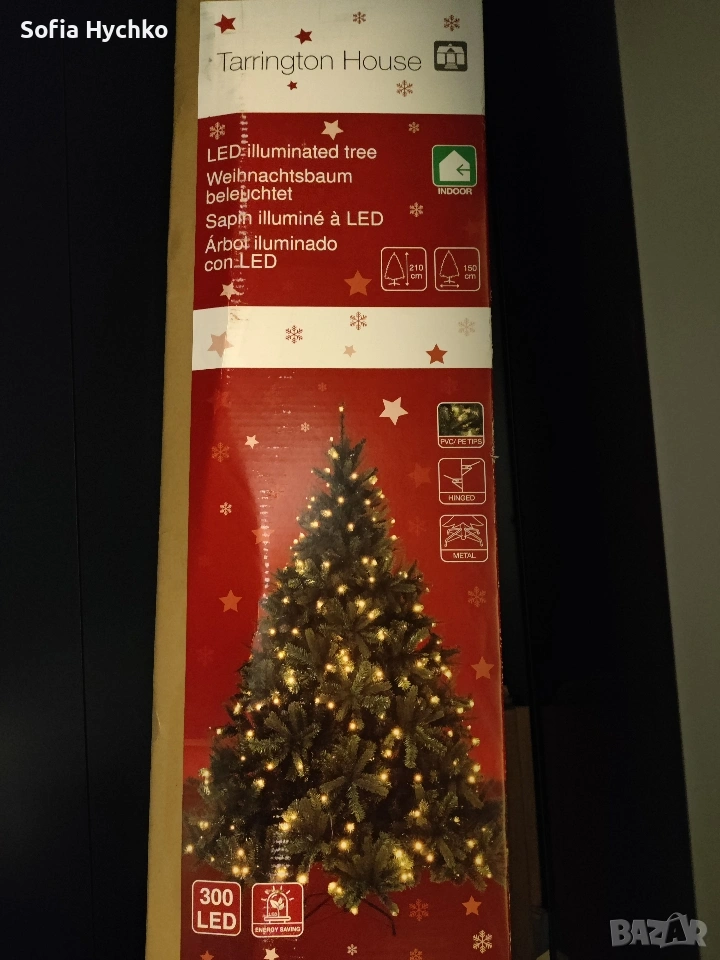 Sofia Hychko
Tarrington House
LED illuminated tree
Weihnachtsbaum
beleuchtet
Sapin illuminé à LED
Árbol iluminado
con LED
INDOOR
210
cm
150
cm
PVC/ PE TIPS
HINGED
METAL
300
LED
LED
ENERGY SAVING
BAZAR